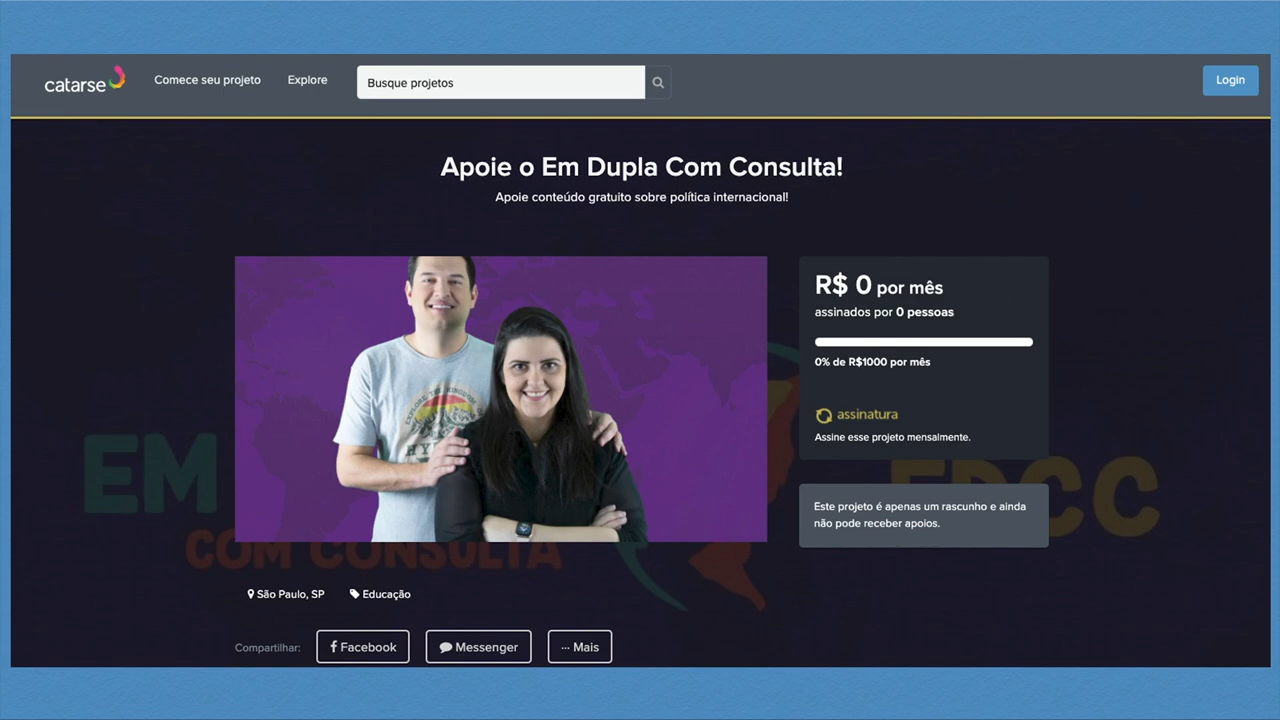 catarse
Comece seu projeto
Explore
Busque projetos
Login
Apoie o Em Dupla Com Consulta!
Apoie conteúdo gratuito sobre política internacional!
R$ 0 por mês
assinados por 0 pessoas
0% de R$1000 por mês
assinatura
Assine esse projeto mensalmente.
Este projeto é apenas um rascunho e ainda
não pode receber apoios.
EM
COM CONSULTA
EDCC
São Paulo, SP
Educação
Compartilhar:
Facebook
Messenger
··· Mais